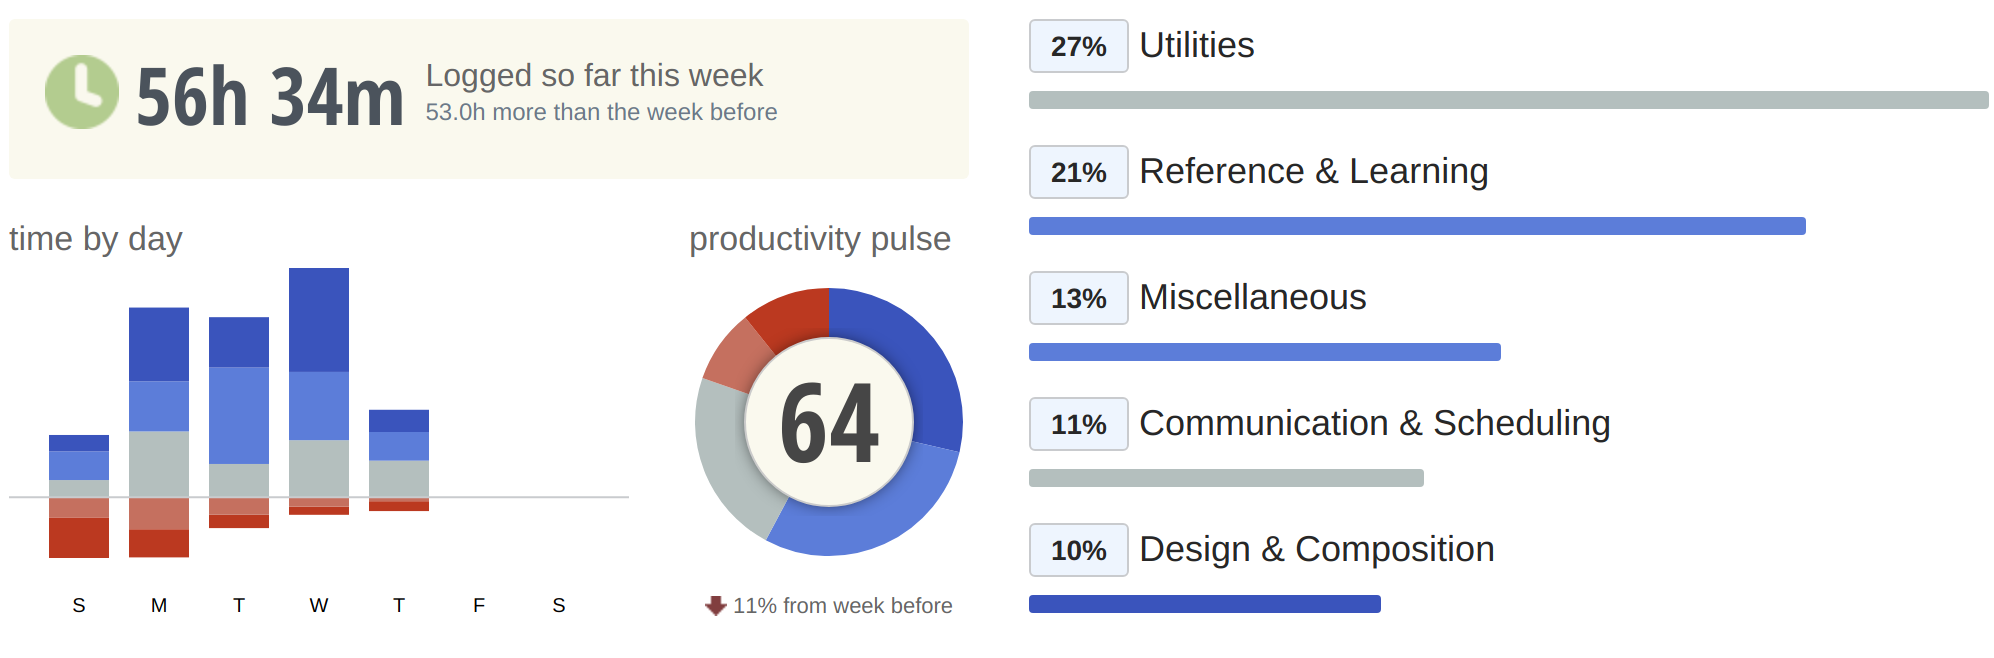 56h 34m
Logged so far this week
53.0h more than the week before
time by day
S M T W T F S
productivity pulse
64
11% from week before
27% Utilities
21% Reference & Learning
13% Miscellaneous
11% Communication & Scheduling
10% Design & Composition